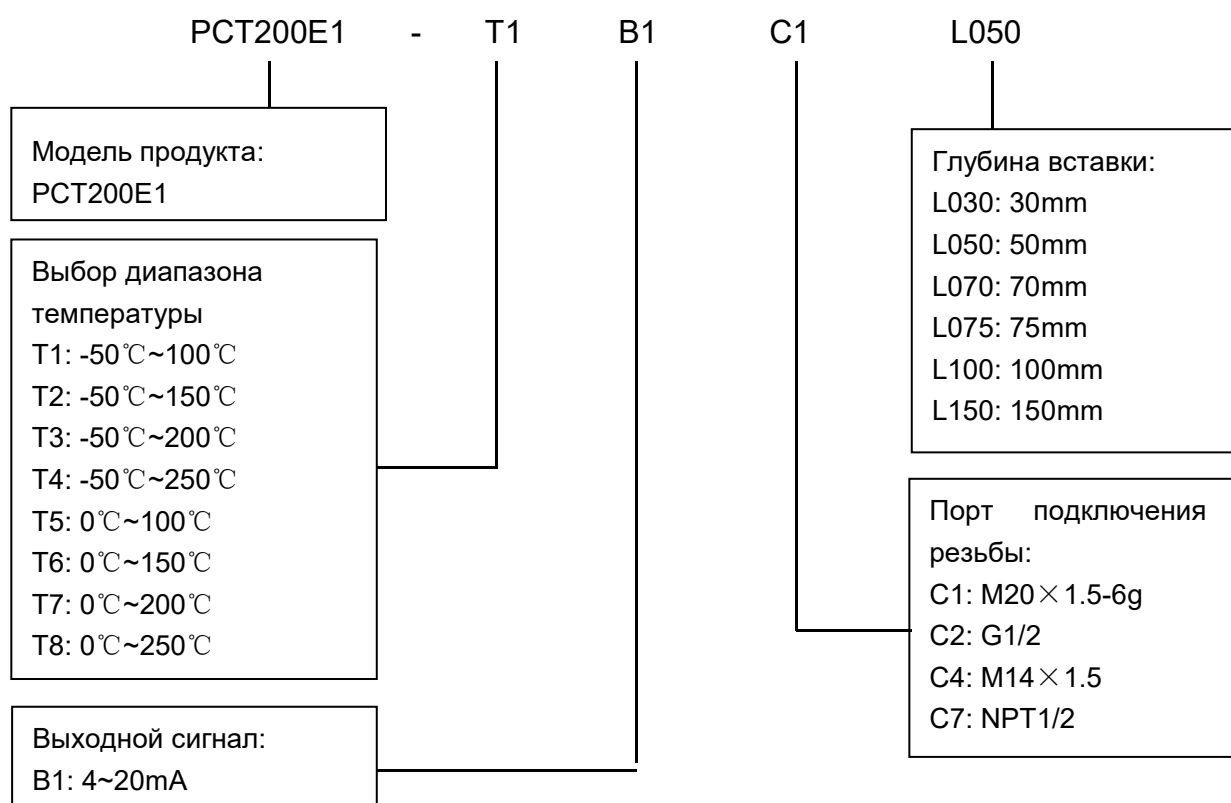 PCT200E1 - T1 B1 C1 L050
Модель продукта:
PCT200E1
Выбор диапазона
температуры
T1: -50℃~100℃
T2: -50℃~150℃
T3: -50℃~200℃
T4: -50℃~250℃
T5: 0℃~100℃
T6: 0℃~150℃
T7: 0℃~200℃
T8: 0℃~250℃
Выходной сигнал:
B1: 4~20mA
Глубина вставки:
L030: 30mm
L050: 50mm
L070: 70mm
L075: 75mm
L100: 100mm
L150: 150mm
Порт подключения
резьбы:
C1: M20×1.5-6g
C2: G1/2
C4: M14×1.5
C7: NPT1/2